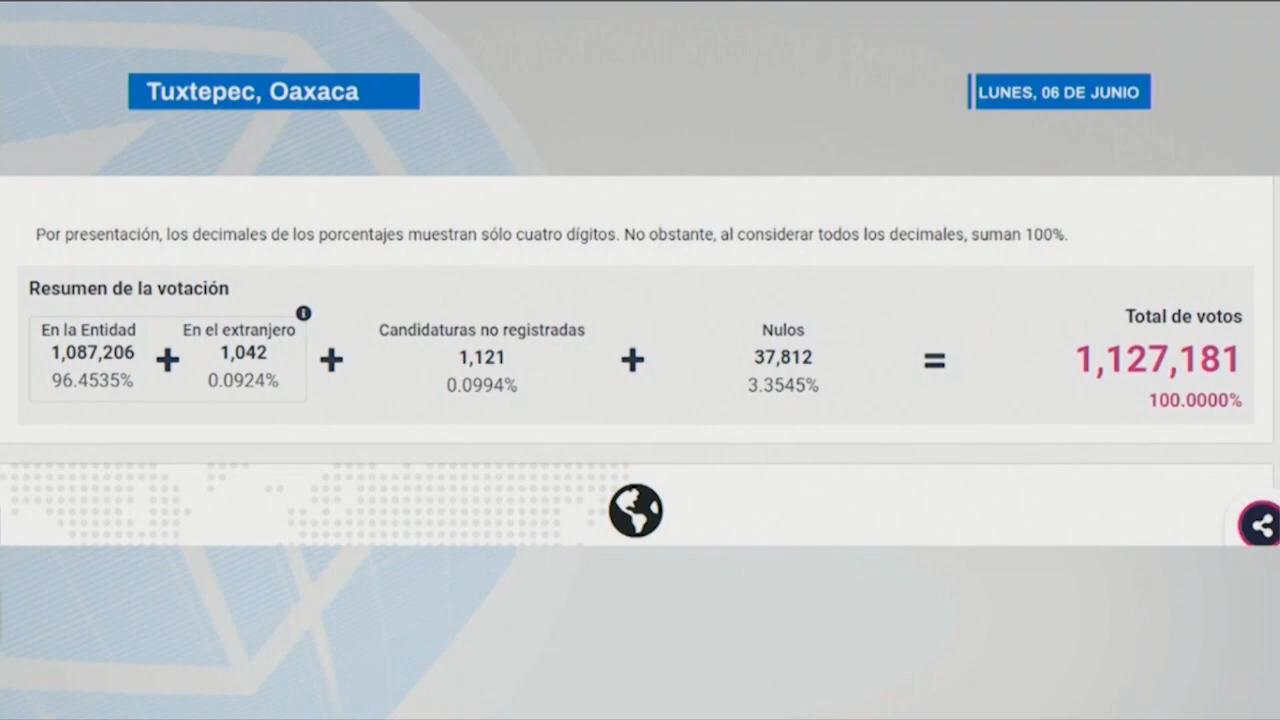 Tuxtepec, Oaxaca
LUNES, 06 DE JUNIO
Por presentación, los decimales de los porcentajes muestran sólo cuatro dígitos. No obstante, al considerar todos los decimales, suman 100%.
Resumen de la votación
En la Entidad
1,087,206
96.4535%
+
En el extranjero
1,042
0.0924%
+
Candidaturas no registradas
1,121
0.0994%
+
Nulos
37,812
3.3545%
=
Total de votos
1,127,181
100.0000%